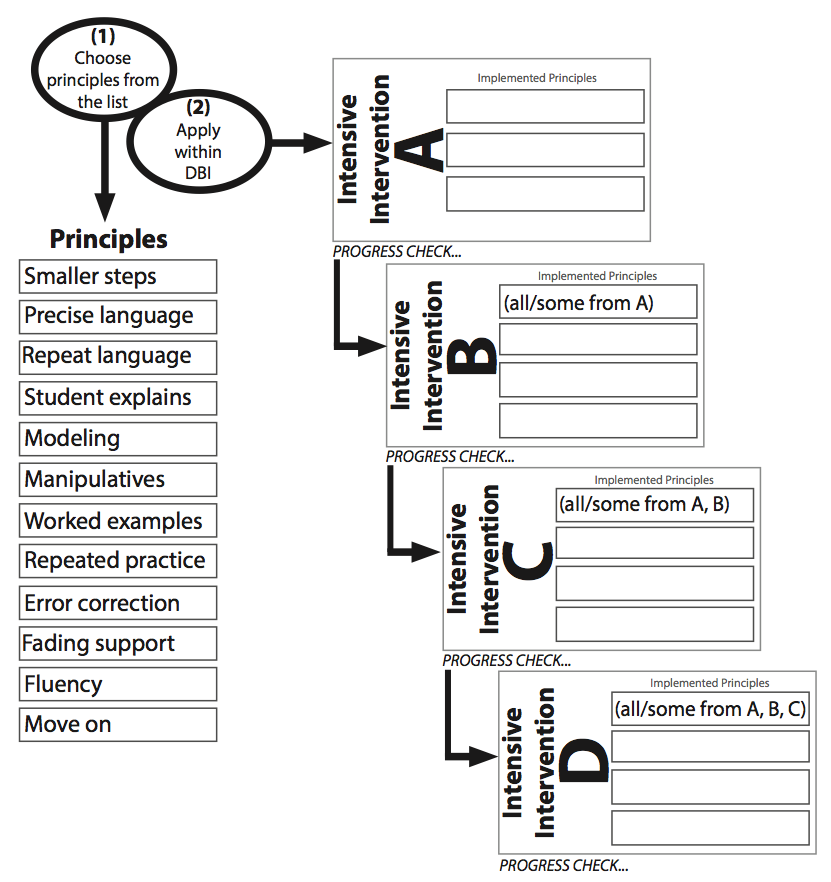 (1)
Choose
principles from
the list
(2)
Apply
within
DBI
Principles
Smaller steps
Precise language
Repeat language
Student explains
Modeling
Manipulatives
Worked examples
Repeated practice
Error correction
Fading support
Fluency
Move on
Intensive
Intervention
A
Implemented Principles
PROGRESS CHECK...
Intensive
Intervention
B
Implemented Principles
(all/some from A)
PROGRESS CHECK...
Intensive
Intervention
C
Implemented Principles
(all/some from A, B)
PROGRESS CHECK...
Intensive
Intervention
D
Implemented Principles
(all/some from A, B, C)
PROGRESS CHECK...